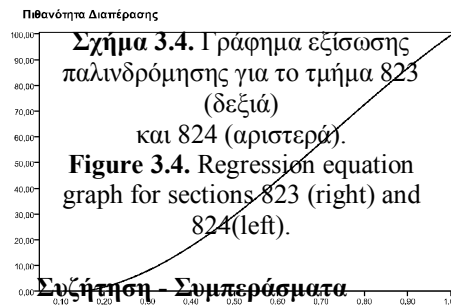 Πιθανότητα Διαπέρασης
100,00
90,00
80,00
70,00
60,00
50,00
40,00
30,00
20,00
10,00
0,00
Σχήμα 3.4. Γράφημα εξίσωσης
παλινδρόμησης για το τμήμα 823
(δεξιά)
και 824 (αριστερά).
Figure 3.4. Regression equation
graph for sections 823 (right) and
824(left).
Συζήτηση - Συμπεράσματα
0,10 0,20 0,30 0,40 0,50 0,60 0,70 0,80 0,90